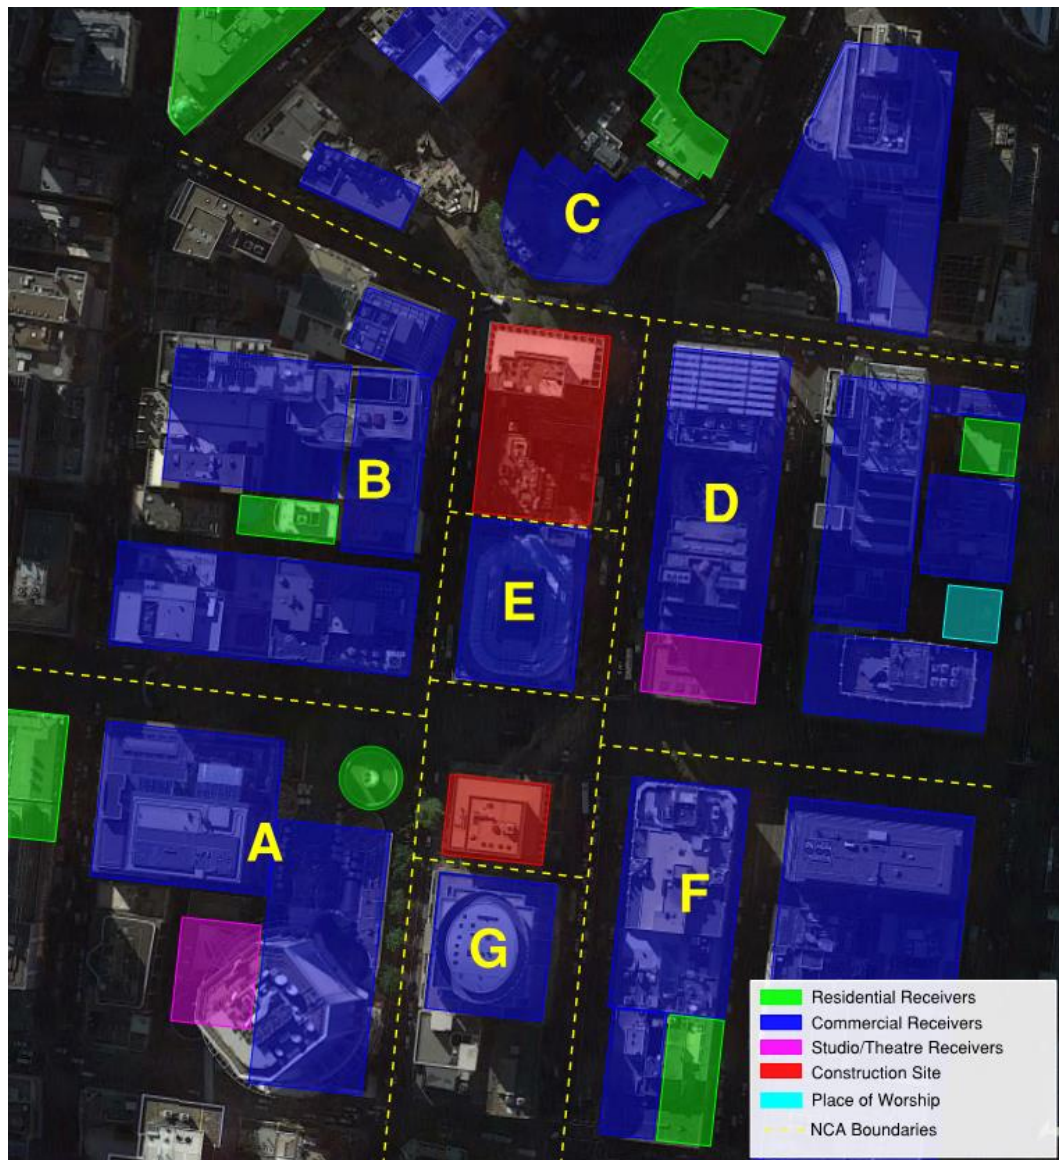 C
B
D
E
A
F
G
Residential Receivers
Commercial Receivers
Studio/Theatre Receivers
Construction Site
Place of Worship
NCA Boundaries